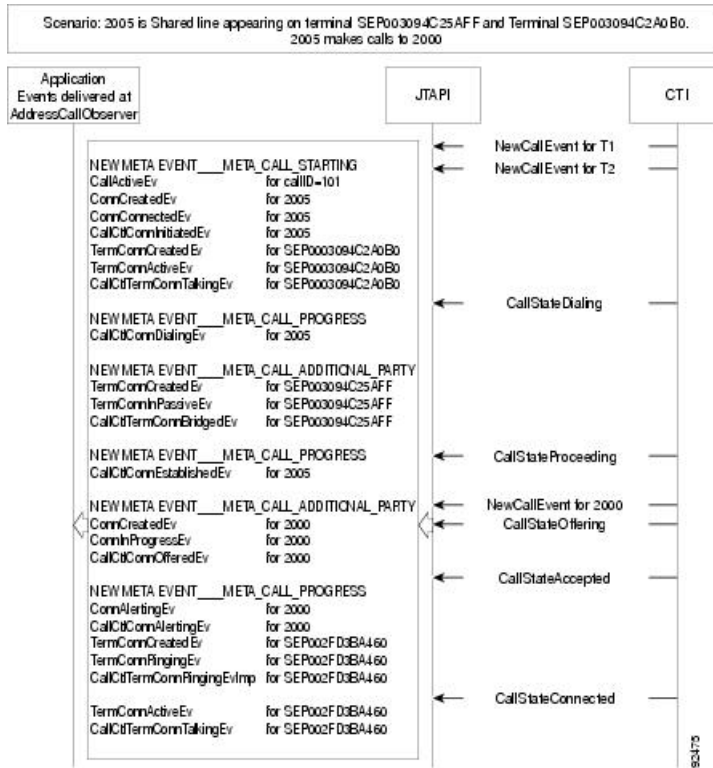 Scenario: 2005 is Shared line appearing on terminal SEP003094C25AFF and Terminal SEP003094C2A0B0.
2005 makes calls to 2000
Application
Events delivered at
AddressCallObserver
JTAPI
CTI
NewCallEvent for T1
NEW META EVENT___META_CALL_STARTING
NewCallEvent for T2
CallActiveEv for callID=101
ConnCreatedEv for 2005
ConnConnectedEv for 2005
CallCtlConnInitiatedEv for 2005
TermConnCreatedEv for SEP0003094C2A0B0
TermConnActiveEv for SEP0003094C2A0B0
CallCtlTermConnTalkingEv for SEP0003094C2A0B0
CallStateDialing
NEW META EVENT___META_CALL_PROGRESS
CallCtlConnDialingEv for 2005
NEW META EVENT___META_CALL_ADDITIONAL_PARTY
TermConnCreatedEv for SEP003094C25AFF
TermConnInPassiveEv for SEP003094C25AFF
CallCtlTermConnBridgedEv for SEP003094C25AFF
NEW META EVENT___META_CALL_PROGRESS
CallStateProceeding
CallCtlConnEstablishedEv for 2005
NEW META EVENT___META_CALL_ADDITIONAL_PARTY
NewCallEvent for 2000
ConnCreatedEv for 2000
CallStateOffering
ConnInProgressEv for 2000
CallCtlConnOfferedEv for 2000
CallStateAccepted
NEW META EVENT___META_CALL_PROGRESS
ConnAlertingEv for 2000
CallCtlConnAlertingEv for 2000
TermConnCreatedEv for SEP002FD3BA460
TermConnRingingEv for SEP002FD3BA460
CallCtlTermConnRingingEvImp for SEP002FD3BA460
CallStateConnected
TermConnActiveEv for SEP002FD3BA460
CallCtlTermConnTalkingEv for SEP002FD3BA460
92475